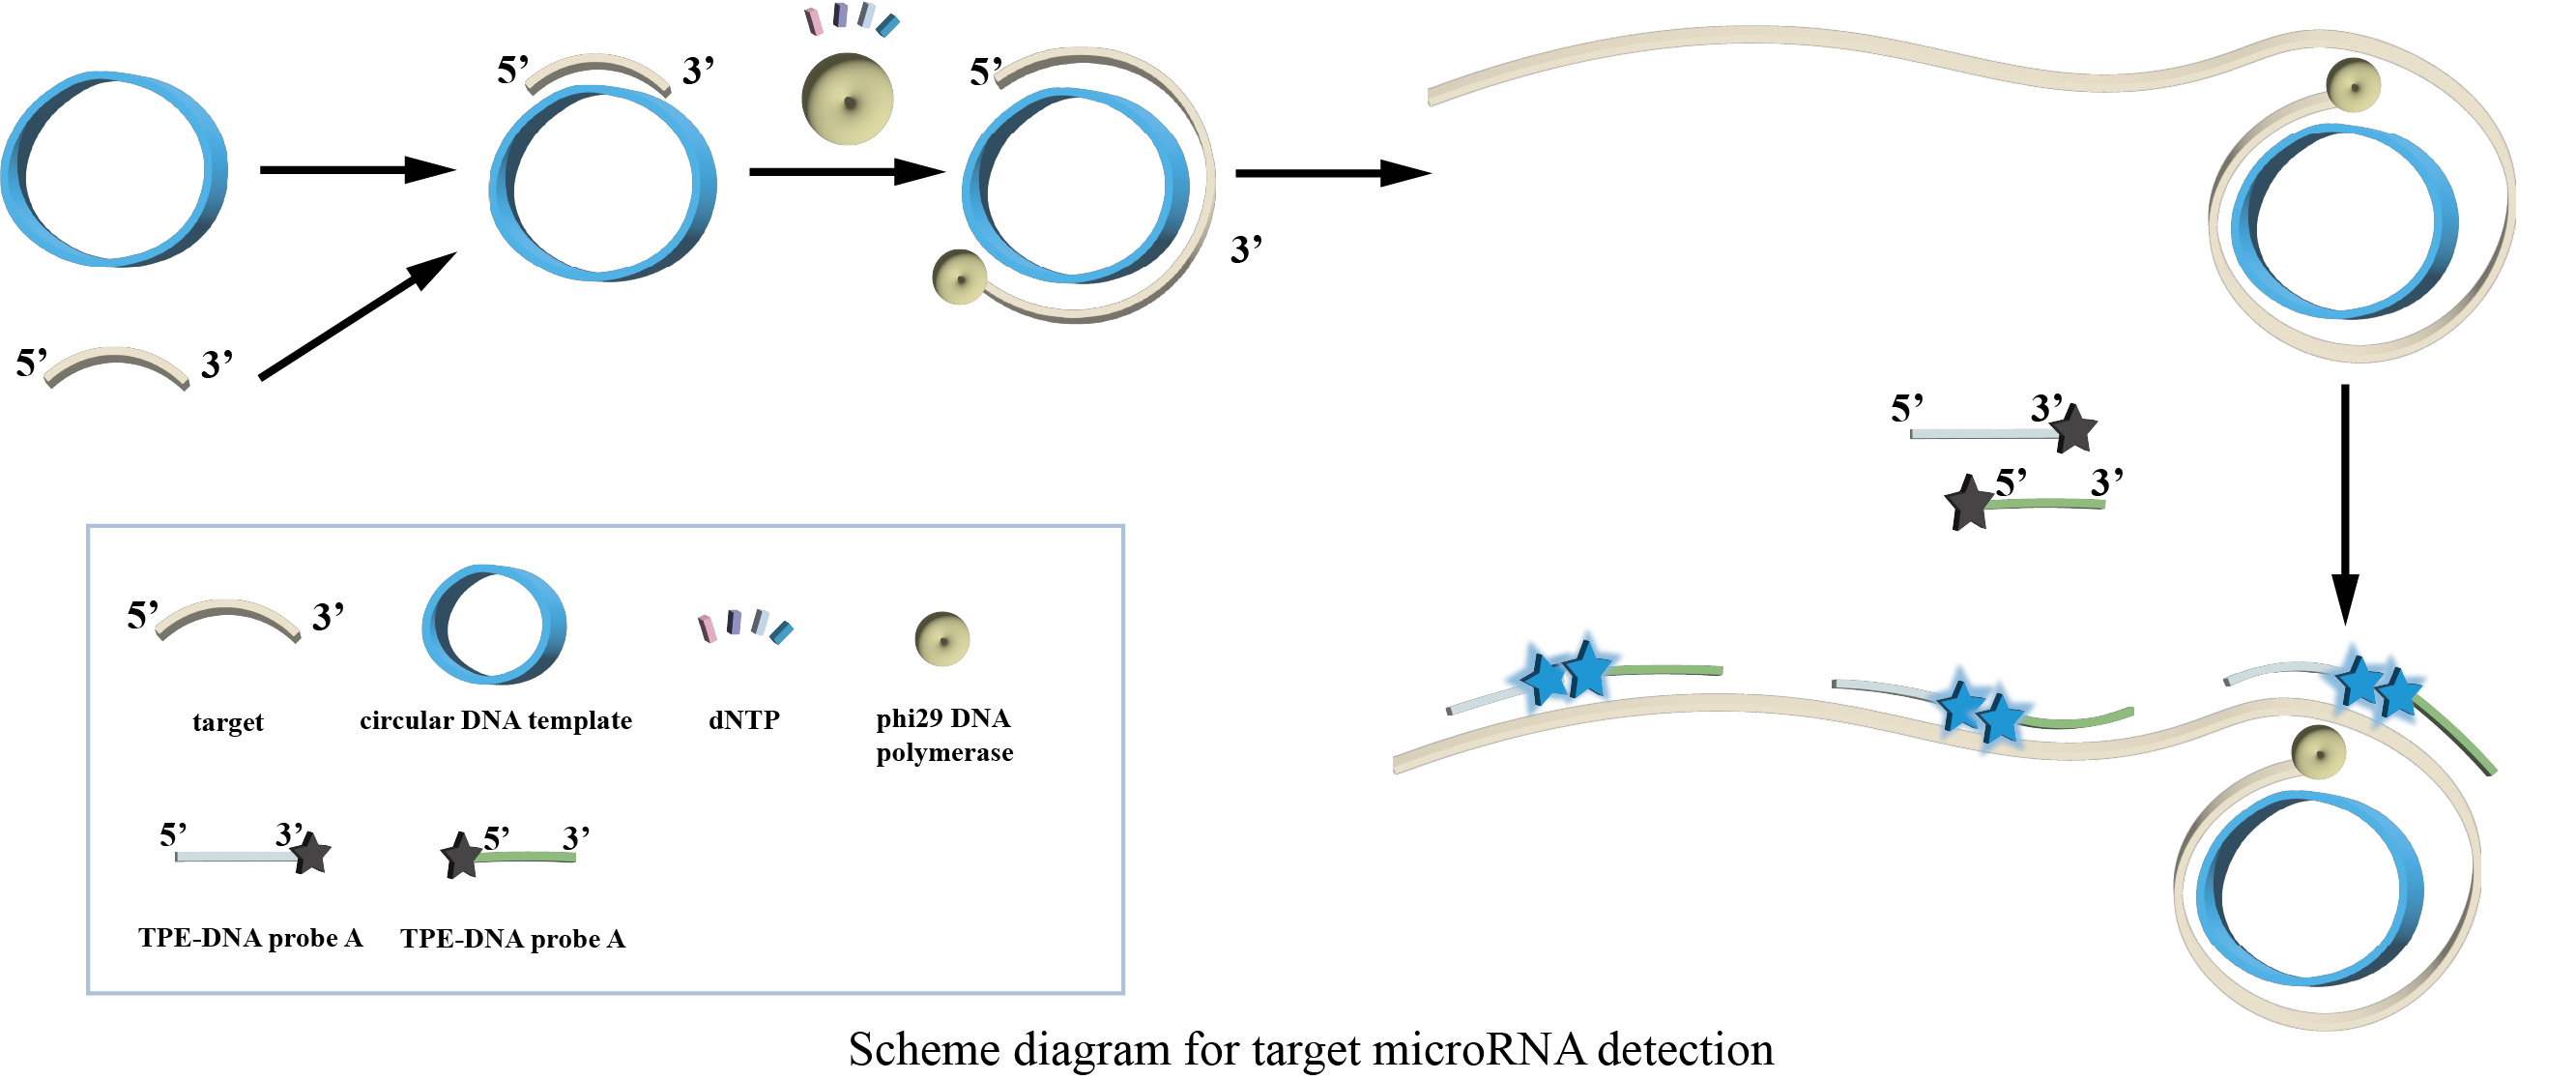 5’ 3’
5’
3’
5’ 3’
5’ 3’
5’ 3’
5’ 3’
target
circular DNA template
dNTP
phi29 DNA
polymerase
5’ 3’
5’ 3’
TPE-DNA probe A
TPE-DNA probe A
Scheme diagram for target microRNA detection